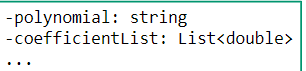 -polynomial: string
-coefficientList: List<double>
...